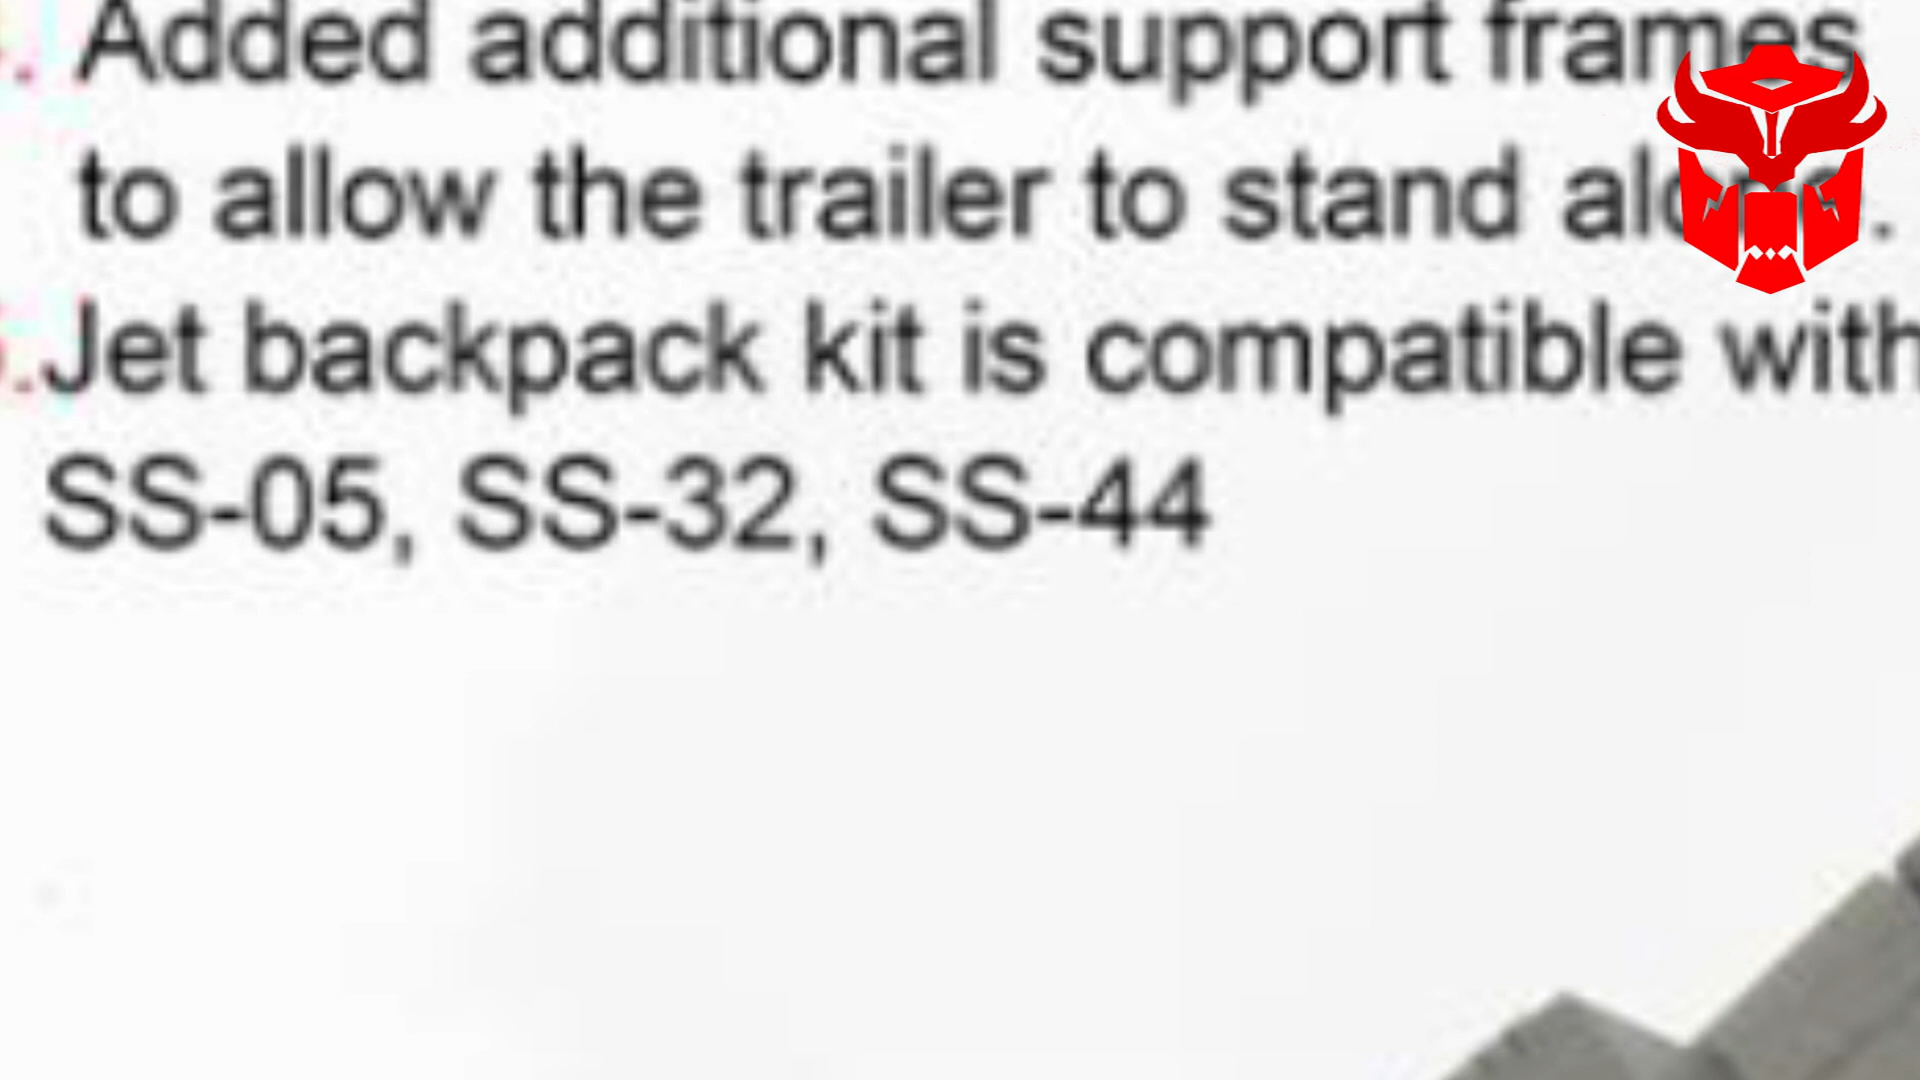 . Added additional support frames
to allow the trailer to stand alone.
.Jet backpack kit is compatible with
SS-05, SS-32, SS-44